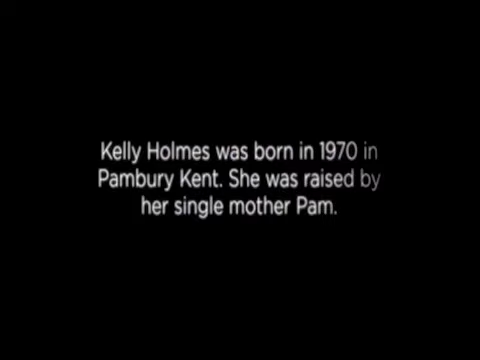 Kelly Holmes was born in 1970 in
Pambury Kent. She was raised by
her single mother Pam.